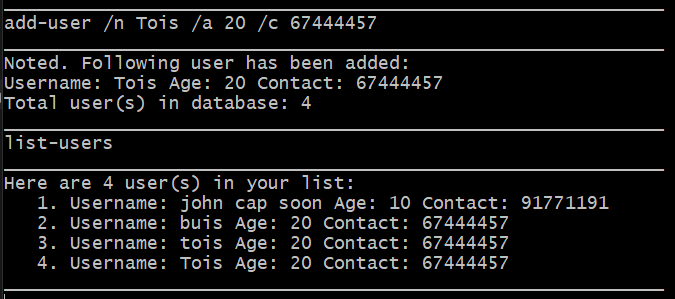 add-user /n Tois /a 20 /c 67444457
Noted. Following user has been added:
Username: Tois Age: 20 Contact: 67444457
Total user(s) in database: 4
list-users
Here are 4 user(s) in your list:
1. Username: john cap soon Age: 10 Contact: 91771191
2. Username: buis Age: 20 Contact: 67444457
3. Username: tois Age: 20 Contact: 67444457
4. Username: Tois Age: 20 Contact: 67444457